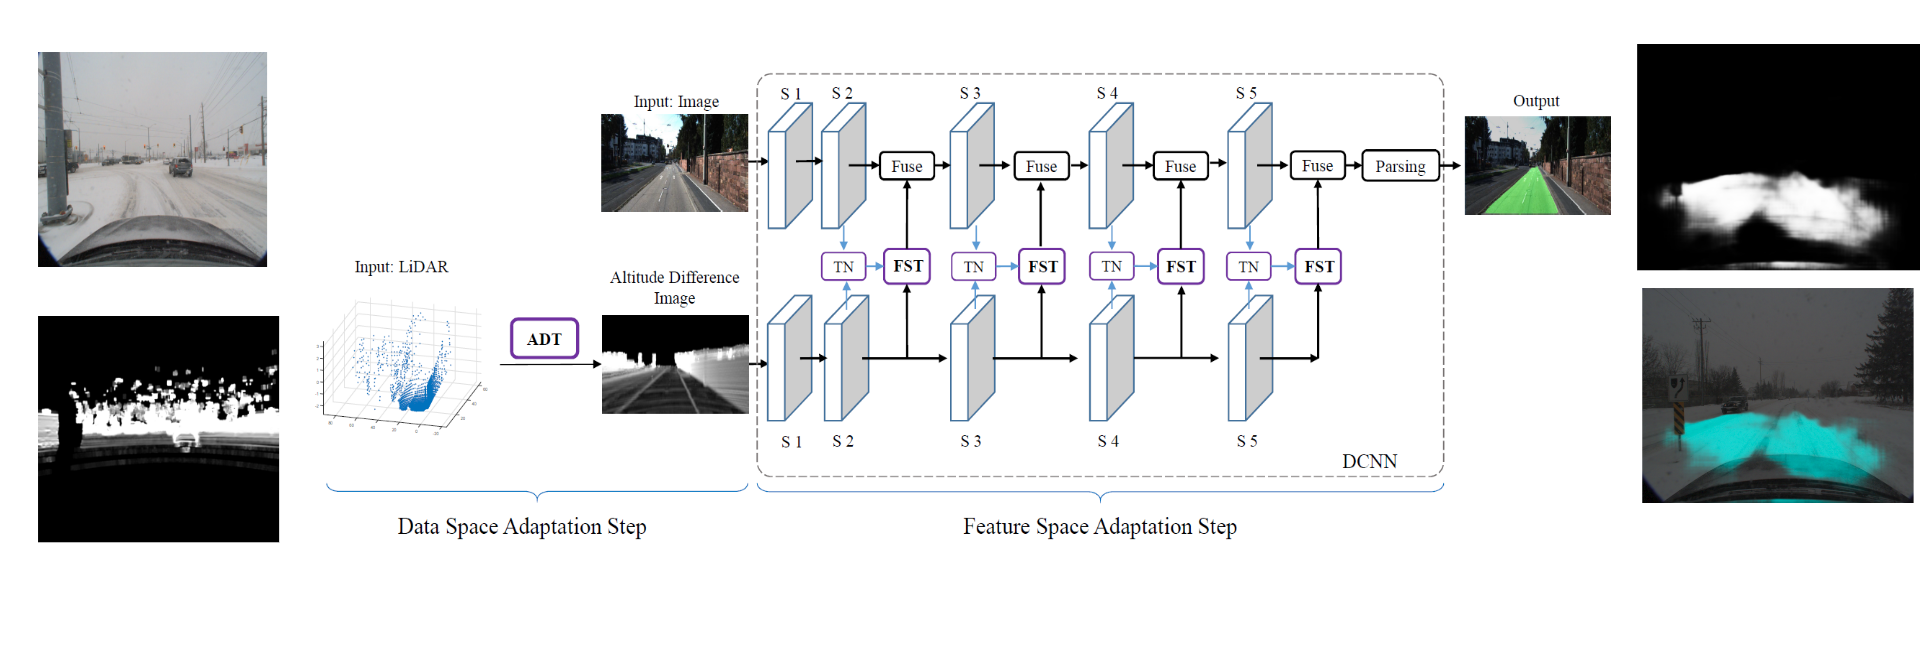 Input: Image
S 1
S 2
S 3
S 4
S 5
Output
Fuse
Fuse
Fuse
Fuse
Parsing
Input: LiDAR
ADT
Altitude Difference
Image
TN
FST
TN
FST
TN
FST
TN
FST
S 1
S 2
S 3
S 4
S 5
DCNN
Data Space Adaptation Step
Feature Space Adaptation Step